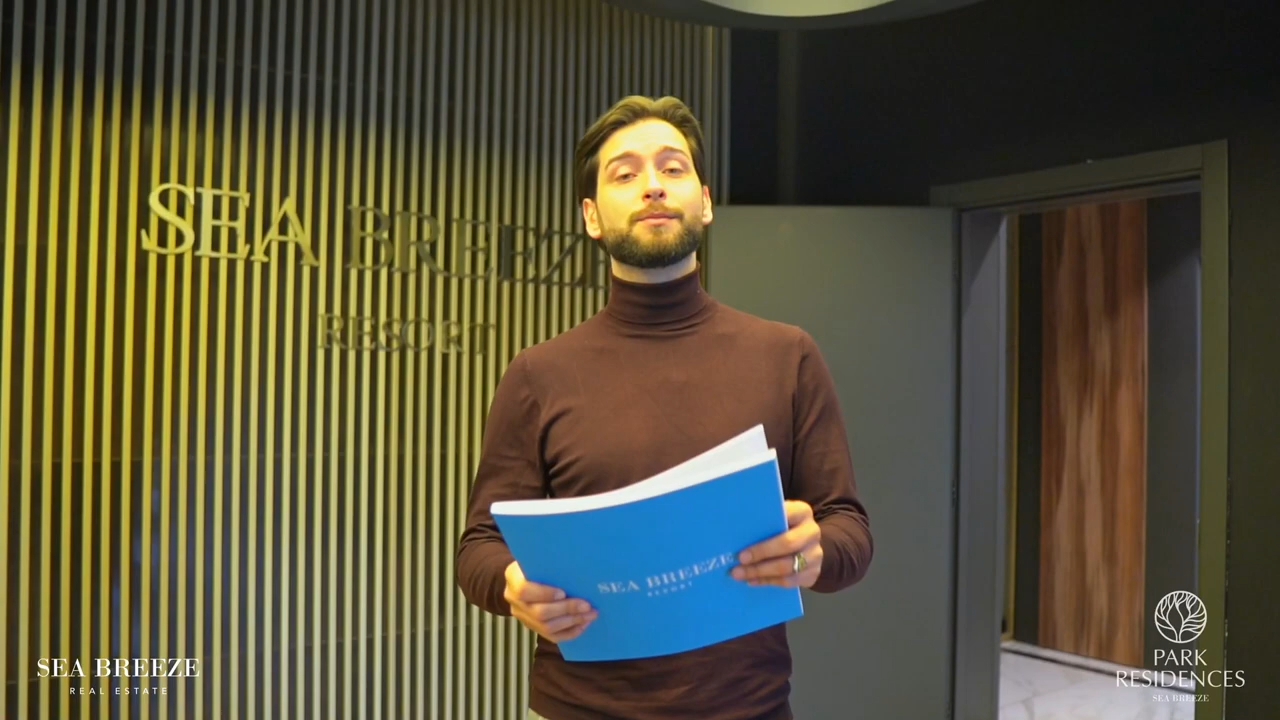 SEA BREEZE
RESORT
SEA BREEZE
RESORT
SEA BREEZE
REAL ESTATE
PARK
RESIDENCES
SEA BREEZE